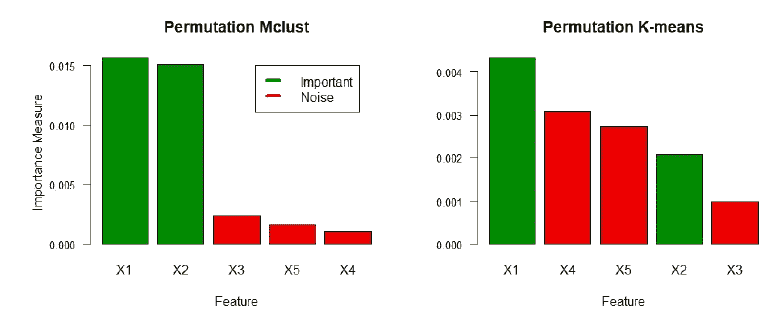 Permutation Mclust
Importance Measure
0.015
0.010
0.005
0.000
Important
Noise
X1 X2 X3 X5 X4
Feature
Permutation K-means
0.004
0.003
0.002
0.001
0.000
X1 X4 X5 X2 X3
Feature